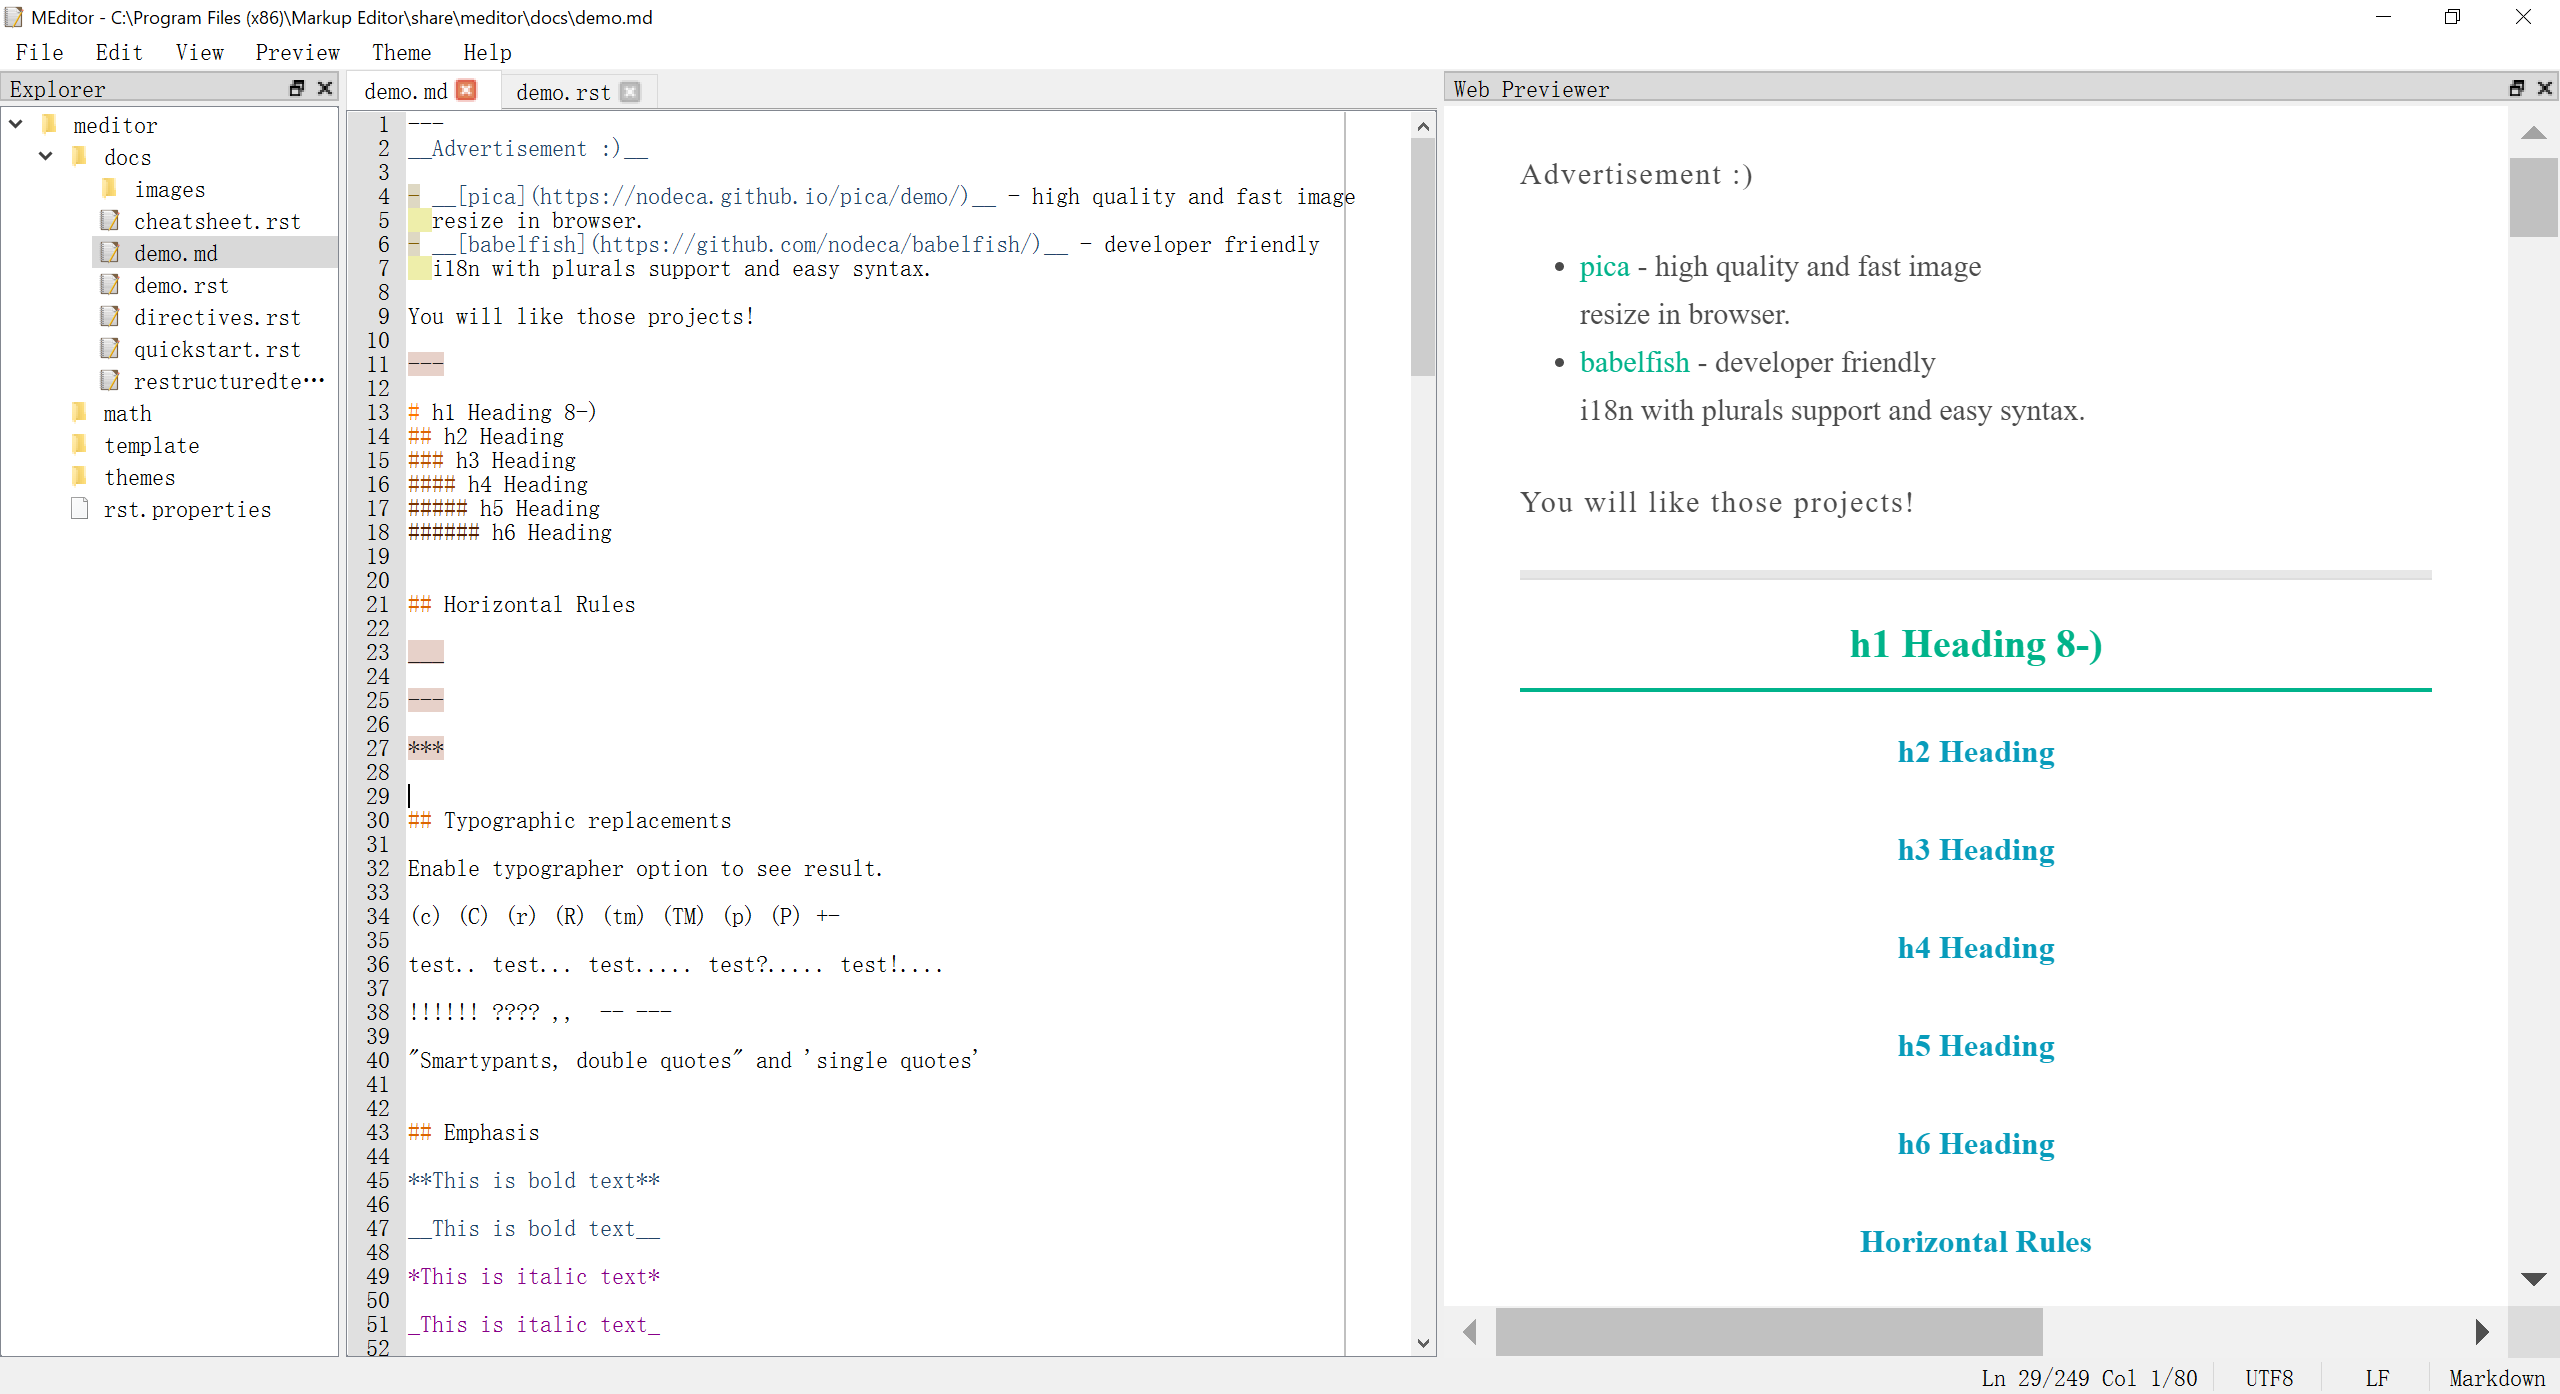 MEditor - C:\Program Files (x86)\Markup Editor\share\meditor\docs\demo.md
File Edit View Preview Theme Help
Explorer
meditor
docs
images
cheatsheet.rst
demo.md
demo.rst
directives.rst
quickstart.rst
restructuredte…
math
template
themes
rst.properties
demo.md demo.rst
1 ---
2 __Advertisement :)__
3
4 - __[pica](https://nodeca.github.io/pica/demo/)__ - high quality and fast image
5   resize in browser.
6 - __[babelfish](https://github.com/nodeca/babelfish/)__ - developer friendly
7   i18n with plurals support and easy syntax.
8
9 You will like those projects!
10
11 ---
12
13 # h1 Heading 8-)
14 ## h2 Heading
15 ### h3 Heading
16 #### h4 Heading
17 ##### h5 Heading
18 ###### h6 Heading
19
20
21 ## Horizontal Rules
22
23 ___
24
25 ---
26
27 ***
28
29
30 ## Typographic replacements
31
32 Enable typographer option to see result.
33
34 (c) (C) (r) (R) (tm) (TM) (p) (P) +-
35
36 test.. test... test..... test?..... test!....
37
38 !!!!!! ???? ,,  -- ---
39
40 "Smartypants, double quotes" and 'single quotes'
41
42
43 ## Emphasis
44
45 **This is bold text**
46
47 __This is bold text__
48
49 *This is italic text*
50
51 _This is italic text_
52
Web Previewer
Advertisement :)
• pica - high quality and fast image
resize in browser.
• babelfish - developer friendly
i18n with plurals support and easy syntax.
You will like those projects!
h1 Heading 8-)
h2 Heading
h3 Heading
h4 Heading
h5 Heading
h6 Heading
Horizontal Rules
Ln 29/249 Col 1/80 UTF8 LF Markdown